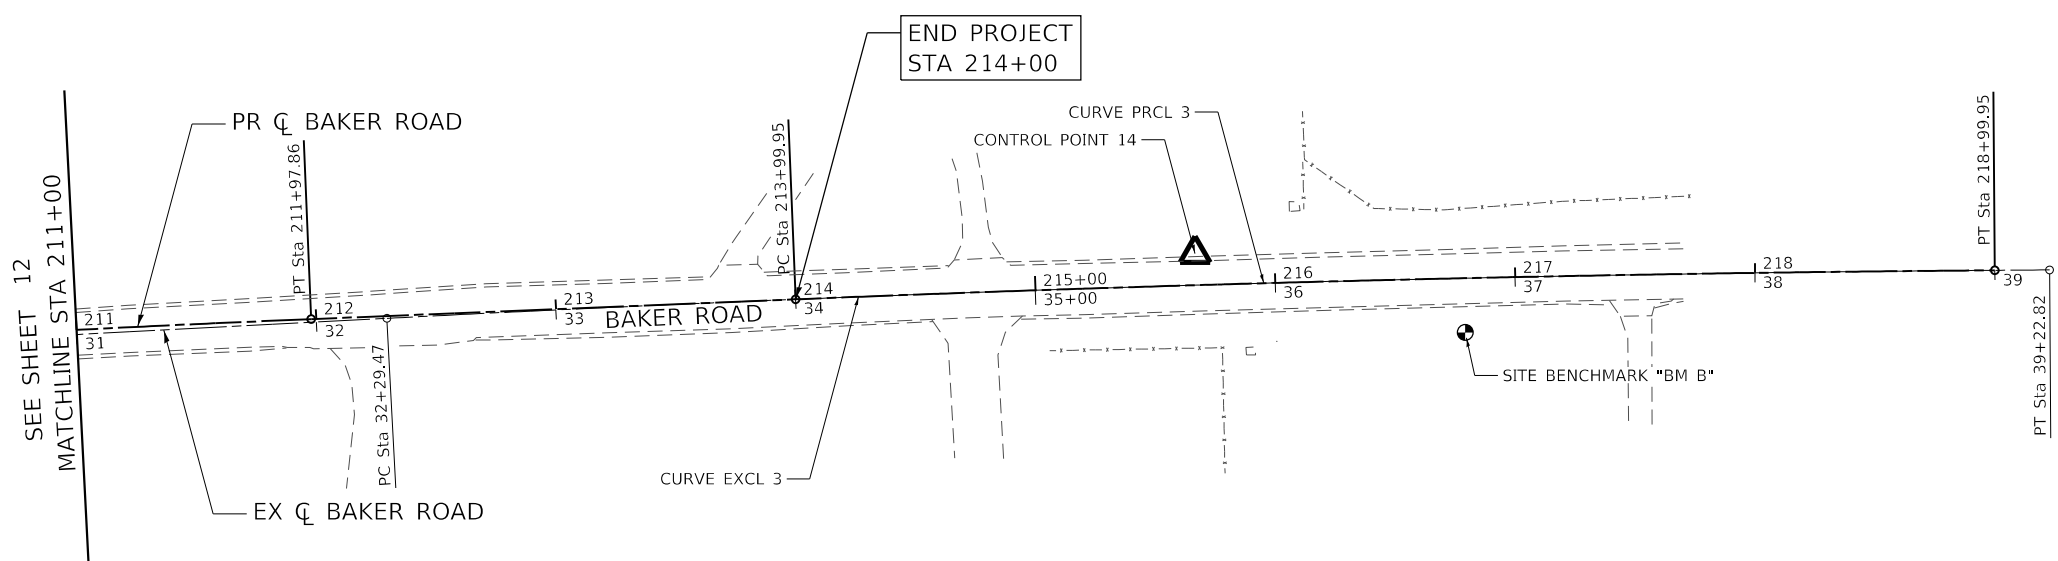 END PROJECT
STA 214+00
CURVE PRCL 3
CONTROL POINT 14
PR ℄ BAKER ROAD
PT Sta 211+97.86
PC Sta 213+99.95
PT Sta 218+99.95
SEE SHEET 12
MATCHLINE STA 211+00
211
212
213
214
215+00
216
217
218
31
32
33
34
35+00
36
37
38
39
BAKER ROAD
PC Sta 32+29.47
PT Sta 39+22.82
SITE BENCHMARK "BM B"
CURVE EXCL 3
EX ℄ BAKER ROAD